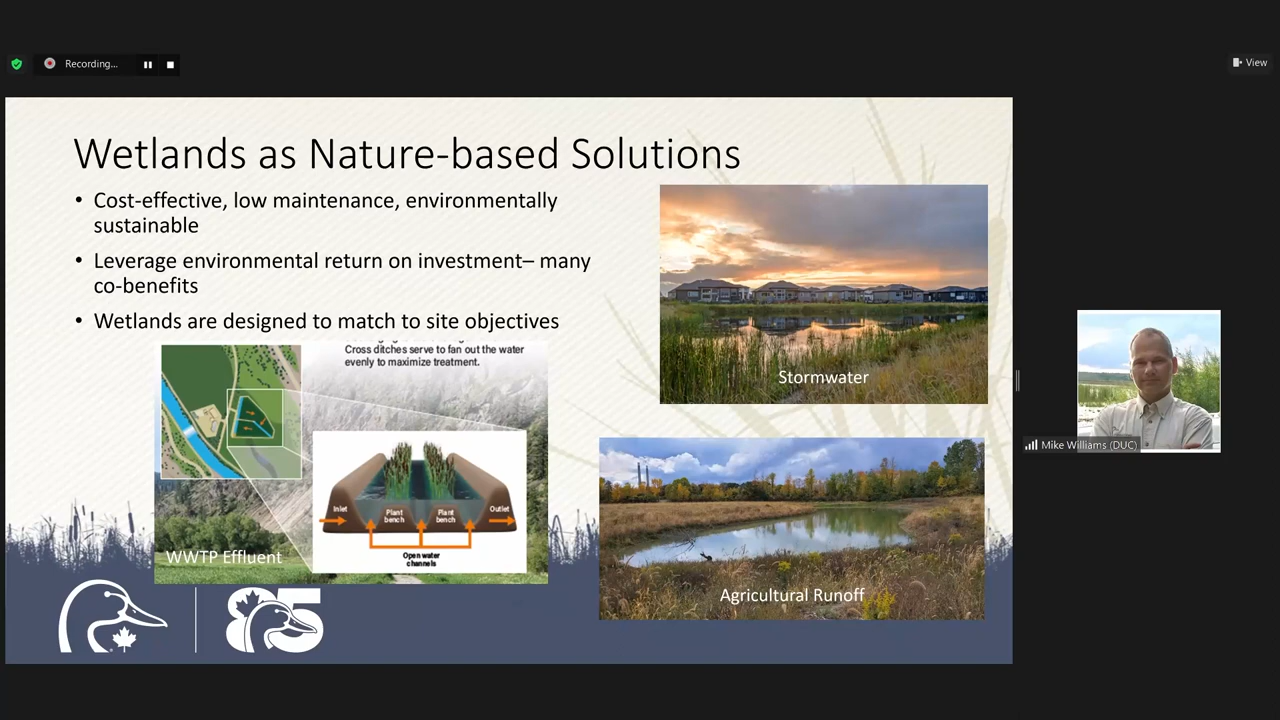 Recording...
View
Wetlands as Nature-based Solutions
• Cost-effective, low maintenance, environmentally
sustainable
• Leverage environmental return on investment– many
co-benefits
• Wetlands are designed to match to site objectives
Cross ditches serve to fan out the water
evenly to maximize treatment.
Inlet
Plant
bench
Plant
bench
Outlet
Open water
channels
WWTP Effluent
Stormwater
Agricultural Runoff
85
Mike Williams (DUC)